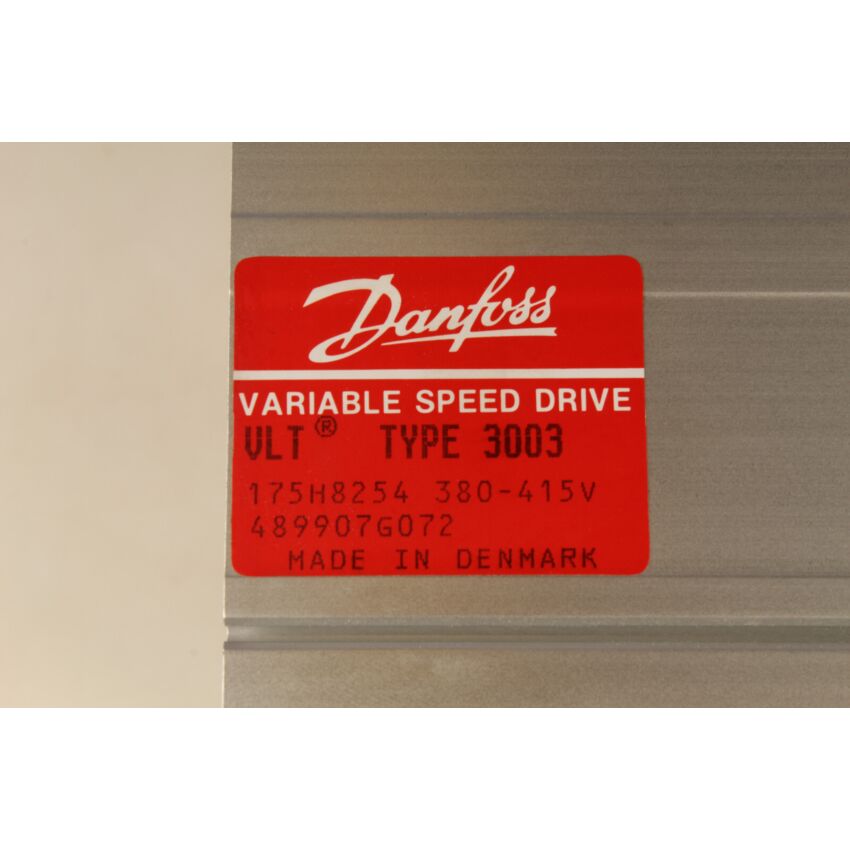 Danfoss
VARIABLE SPEED DRIVE
VLT® TYPE 3003
175H8254 380-415V
489907G072
MADE IN DENMARK